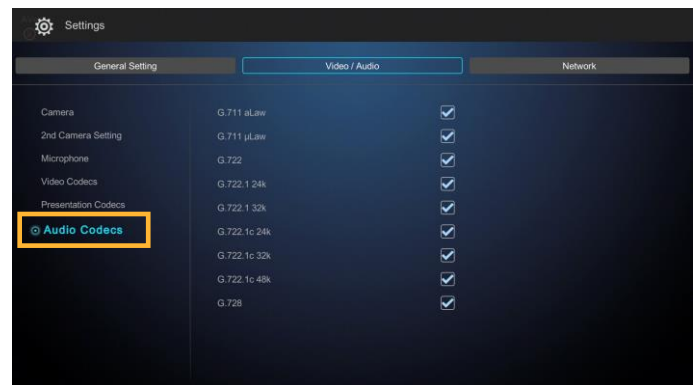 Settings
General Setting
Video / Audio
Network
Camera
2nd Camera Setting
Microphone
Video Codecs
Presentation Codecs
Audio Codecs
G.711 aLaw
G.711 µLaw
G.722
G.722.1 24k
G.722.1 32k
G.722.1c 24k
G.722.1c 32k
G.722.1c 48k
G.728